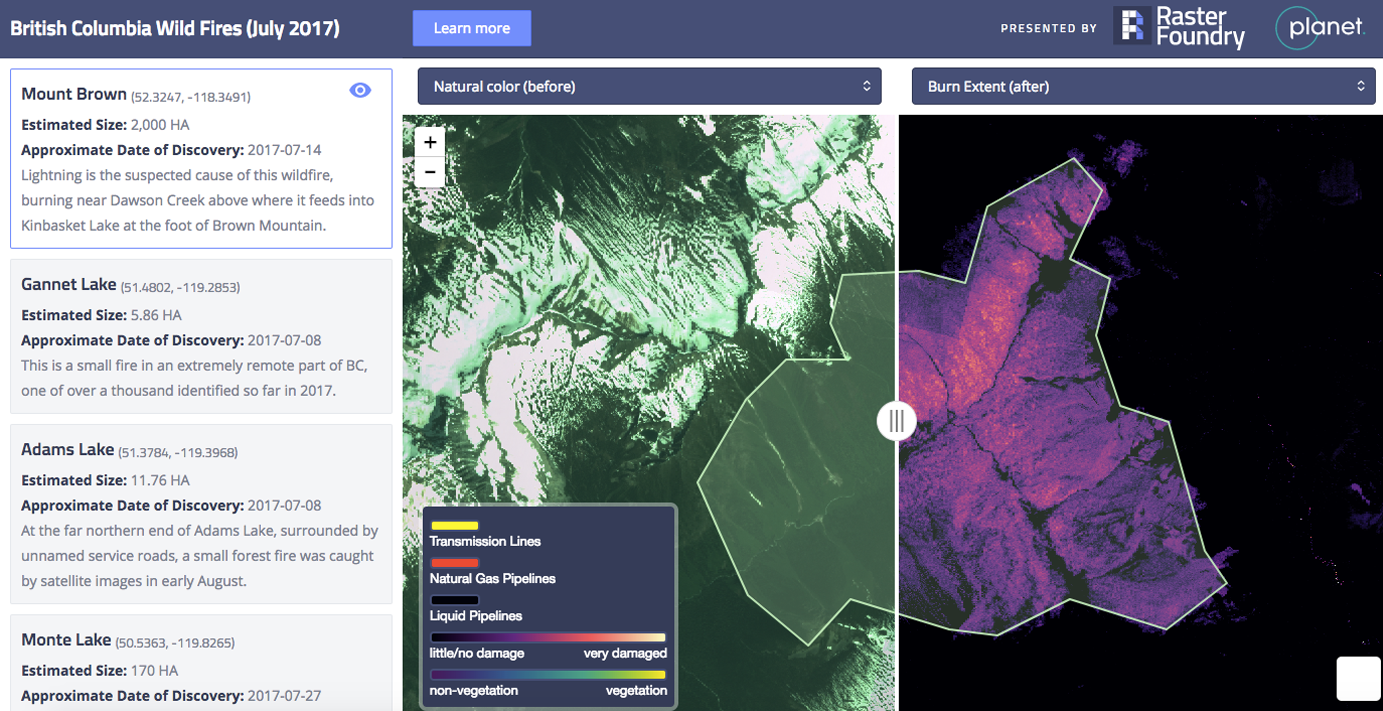 British Columbia Wild Fires (July 2017)
Learn more
PRESENTED BY
Raster
Foundry
planet.
Mount Brown (52.3247, -118.3491)
Estimated Size: 2,000 HA
Approximate Date of Discovery: 2017-07-14
Lightning is the suspected cause of this wildfire,
burning near Dawson Creek above where it feeds into
Kinbasket Lake at the foot of Brown Mountain.
Gannet Lake (51.4802, -119.2853)
Estimated Size: 5.86 HA
Approximate Date of Discovery: 2017-07-08
This is a small fire in an extremely remote part of BC,
one of over a thousand identified so far in 2017.
Adams Lake (51.3784, -119.3968)
Estimated Size: 11.76 HA
Approximate Date of Discovery: 2017-07-08
At the far northern end of Adams Lake, surrounded by
unnamed service roads, a small forest fire was caught
by satellite images in early August.
Monte Lake (50.5363, -119.8265)
Estimated Size: 170 HA
Approximate Date of Discovery: 2017-07-27
Natural color (before)
Burn Extent (after)
+
−
Transmission Lines
Natural Gas Pipelines
Liquid Pipelines
little/no damage very damaged
non-vegetation vegetation